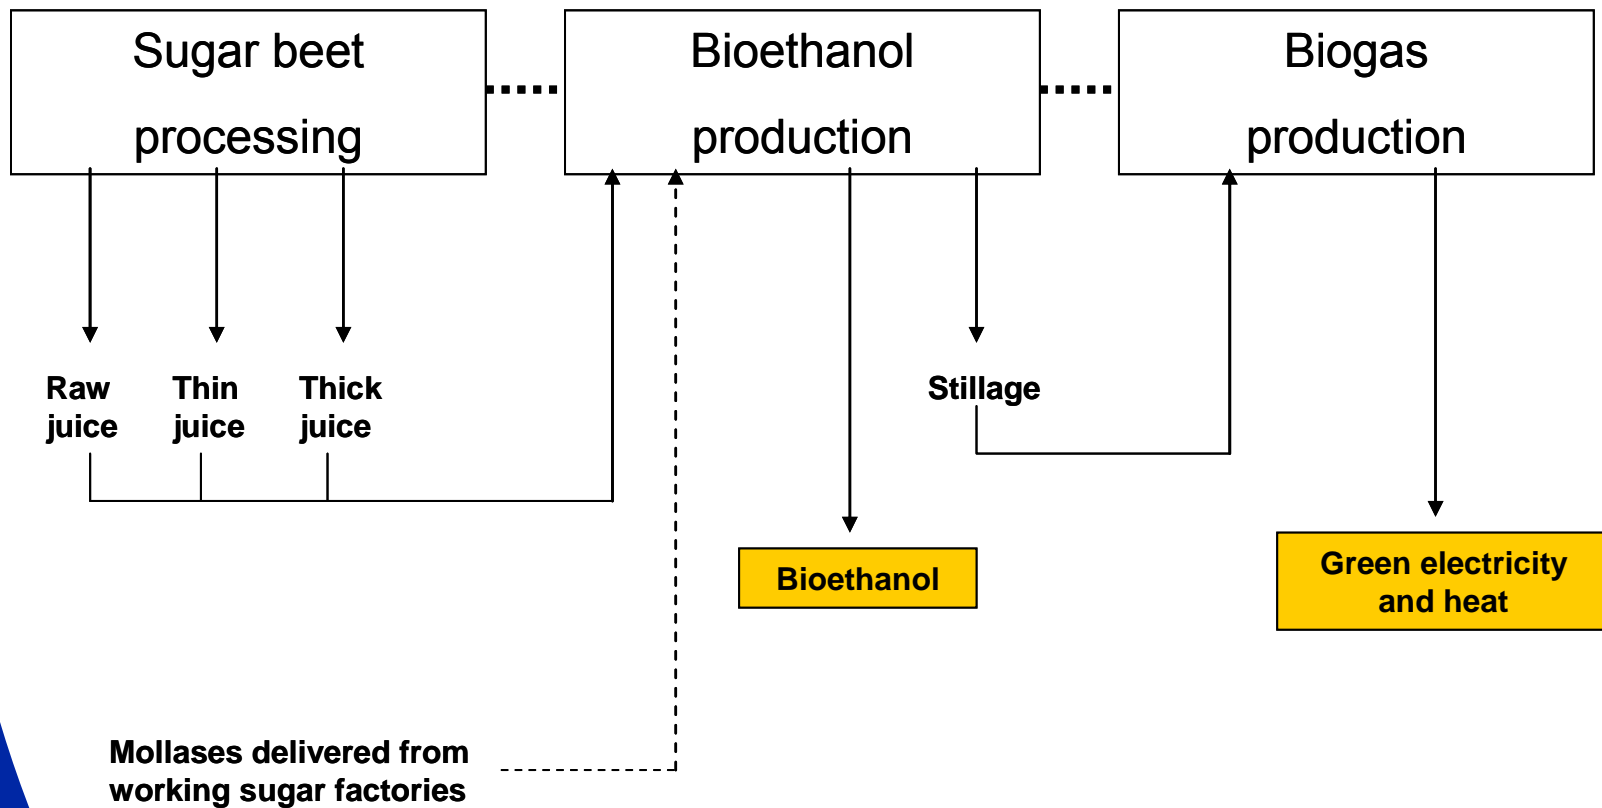 Sugar beet
processing
Bioethanol
production
Biogas
production
Raw
juice
Thin
juice
Thick
juice
Stillage
Bioethanol
Green electricity
and heat
Mollases delivered from
working sugar factories